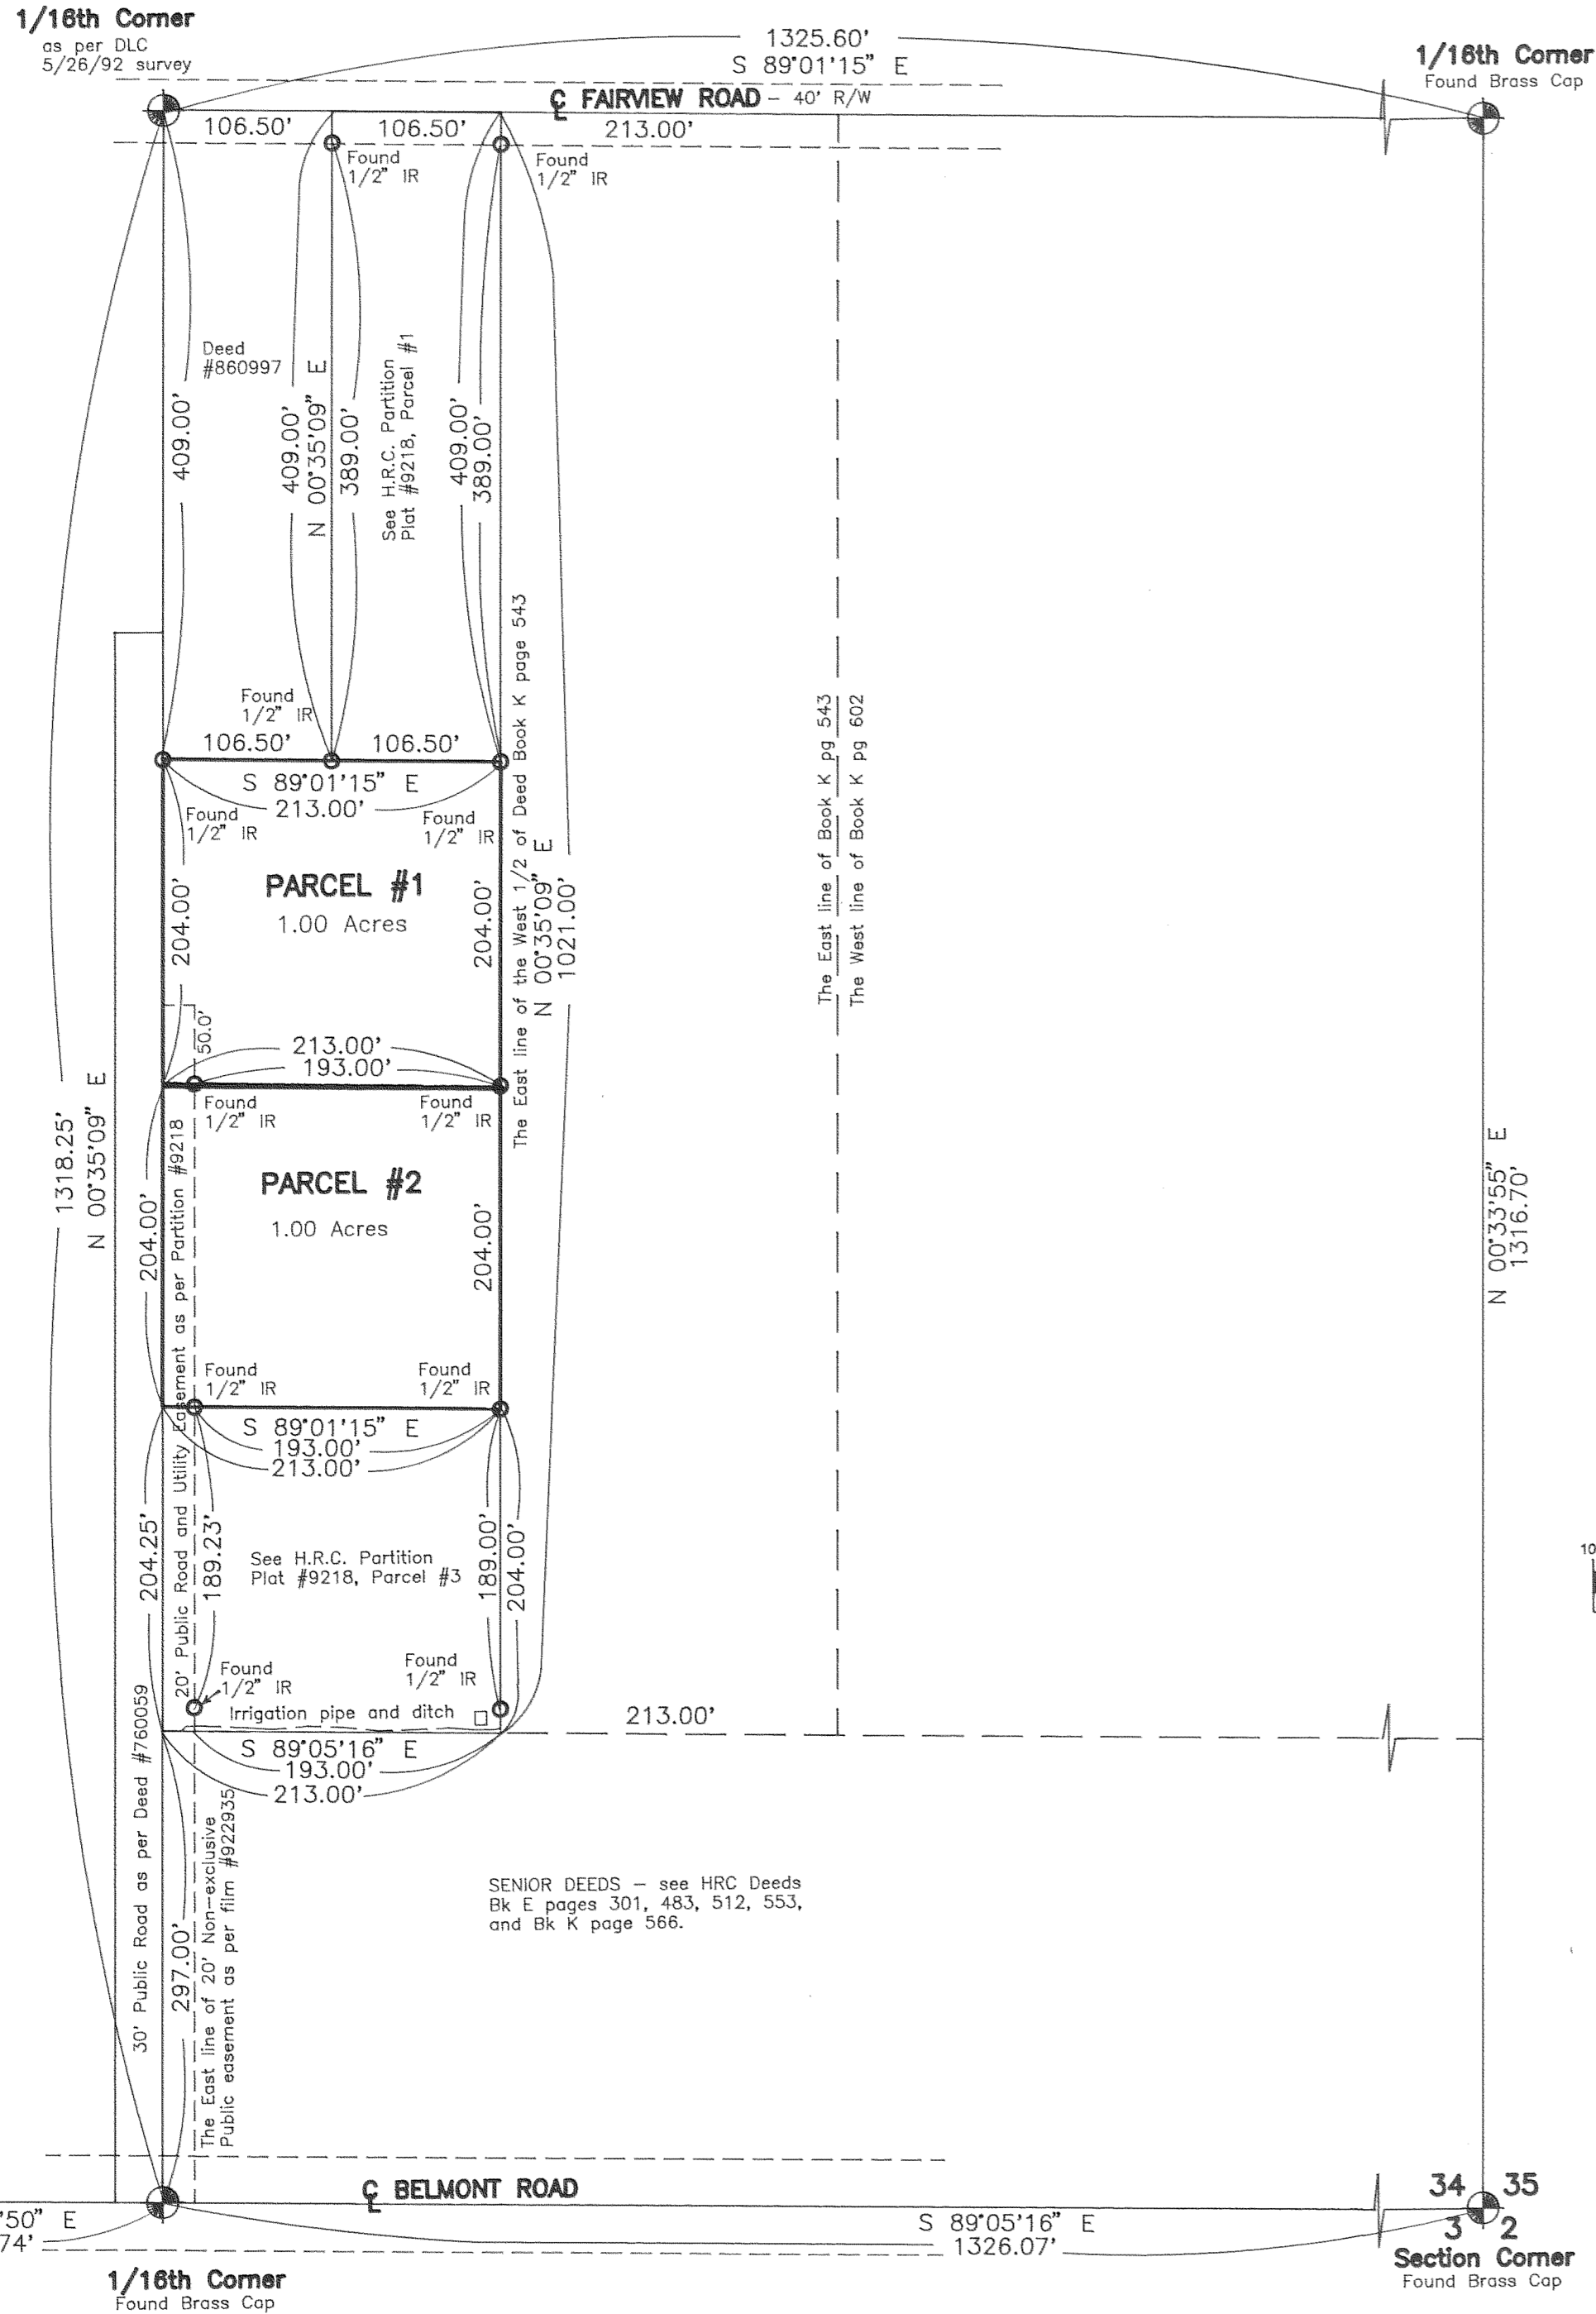 1/16th Corner
as per DLC
5/26/92 survey
1325.60'
S 89°01'15" E
1/16th Corner
Found Brass Cap
℄ FAIRVIEW ROAD – 40' R/W
106.50'
106.50'
213.00'
Found
1/2" IR
Found
1/2" IR
Deed
#860997
409.00'
409.00'
N 00°35'09" E
389.00'
See H.R.C. Partition
Plat #9218, Parcel #1
409.00'
389.00'
Found
1/2" IR
106.50'
106.50'
S 89°01'15" E
213.00'
Found
1/2" IR
Found
1/2" IR
PARCEL #1
1.00 Acres
204.00'
204.00'
The East line of the West 1/2 of Deed Book K page 543
N 00°35'09" E
1021.00'
The East line of Book K pg 543
The West line of Book K pg 602
50.0'
213.00'
193.00'
Found
1/2" IR
Found
1/2" IR
1318.25'
N 00°35'09" E
PARCEL #2
1.00 Acres
204.00'
204.00'
20' Public Road and Utility Easement as per Partition #9218
N 00°33'55" E
1316.70'
Found
1/2" IR
Found
1/2" IR
S 89°01'15" E
193.00'
213.00'
204.25'
189.23'
See H.R.C. Partition
Plat #9218, Parcel #3
189.00'
204.00'
10
Found
1/2" IR
Found
1/2" IR
Irrigation pipe and ditch
213.00'
S 89°05'16" E
193.00'
213.00'
30' Public Road as per Deed #760059
297.00'
The East line of 20' Non-exclusive
Public easement as per film #922935
SENIOR DEEDS – see HRC Deeds
Bk E pages 301, 483, 512, 553,
and Bk K page 566.
℄ BELMONT ROAD
'50" E
74'
S 89°05'16" E
1326.07'
34 35
3 2
Section Corner
Found Brass Cap
1/16th Corner
Found Brass Cap